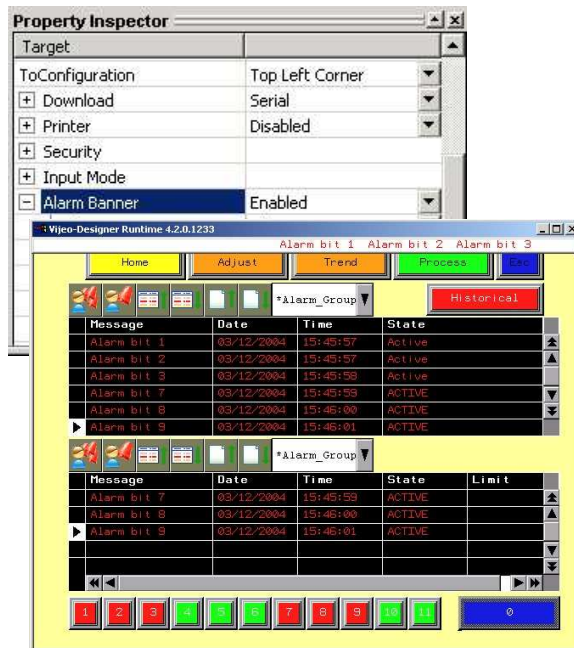 Property Inspector
Target
ToConfiguration Top Left Corner
Download Serial
Printer Disabled
Security
Input Mode
Alarm Banner Enabled
Vijeo-Designer Runtime 4.2.0.1233
Alarm bit 1 Alarm bit 2 Alarm bit 3
Home Adjust Trend Process Esc
*Alarm_Group Historical
Message Date Time State
Alarm bit 1 03/12/2004 15:45:57 Active
Alarm bit 2 03/12/2004 15:45:57 Active
Alarm bit 3 03/12/2004 15:45:58 Active
Alarm bit 7 03/12/2004 15:45:59 ACTIVE
Alarm bit 8 03/12/2004 15:46:00 ACTIVE
Alarm bit 9 03/12/2004 15:46:01 ACTIVE
*Alarm_Group
Message Date Time State Limit
Alarm bit 7 03/12/2004 15:45:59 ACTIVE
Alarm bit 8 03/12/2004 15:46:00 ACTIVE
Alarm bit 9 03/12/2004 15:46:01 ACTIVE
1 2 3 4 5 6 7 8 9 10 11 0